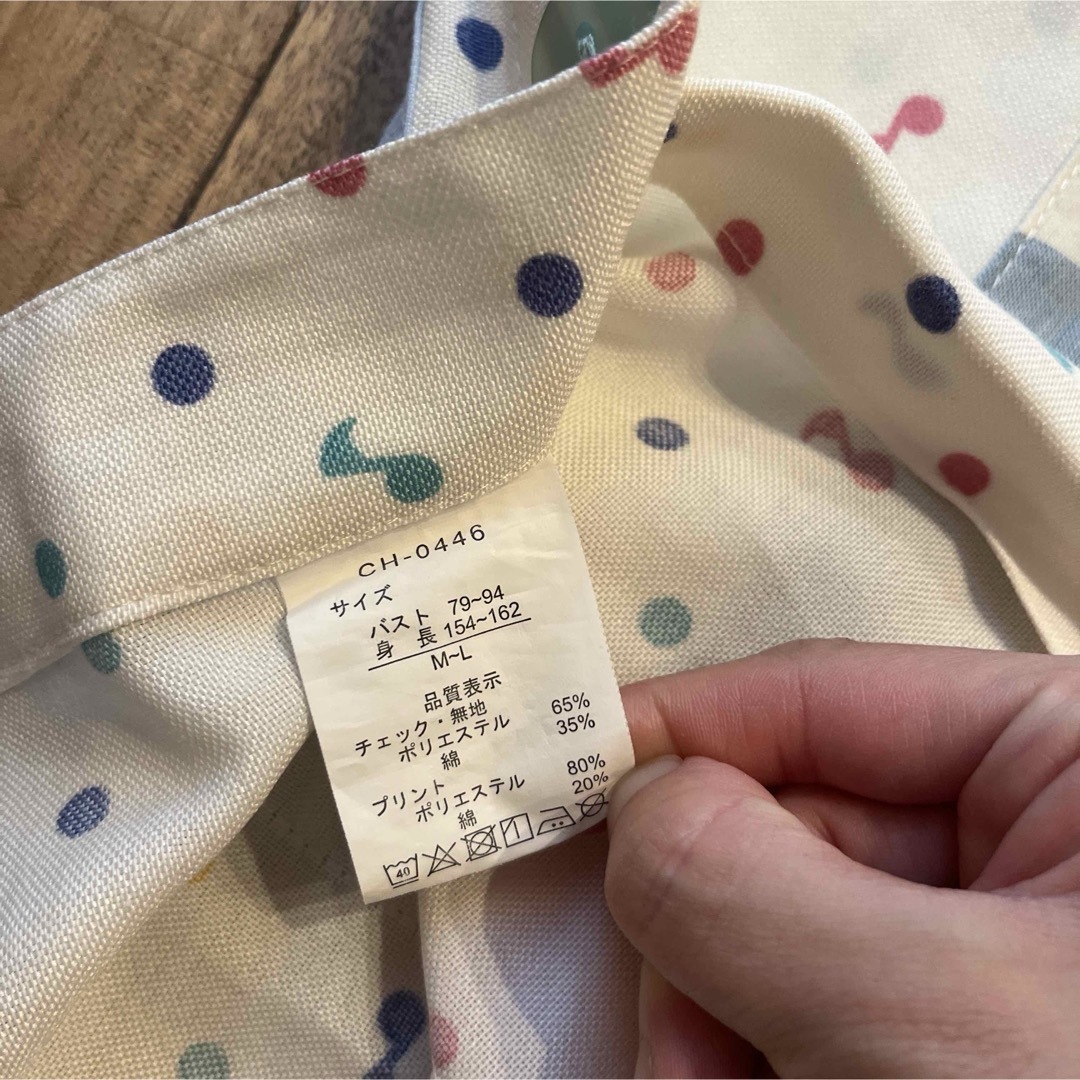 CH-0446
サイズ
バスト 79~94
身 長 154~162
M~L
品質表示
チェック・無地
ポリエステル 65%
綿 35%
プリント
ポリエステル 80%
綿 20%
40